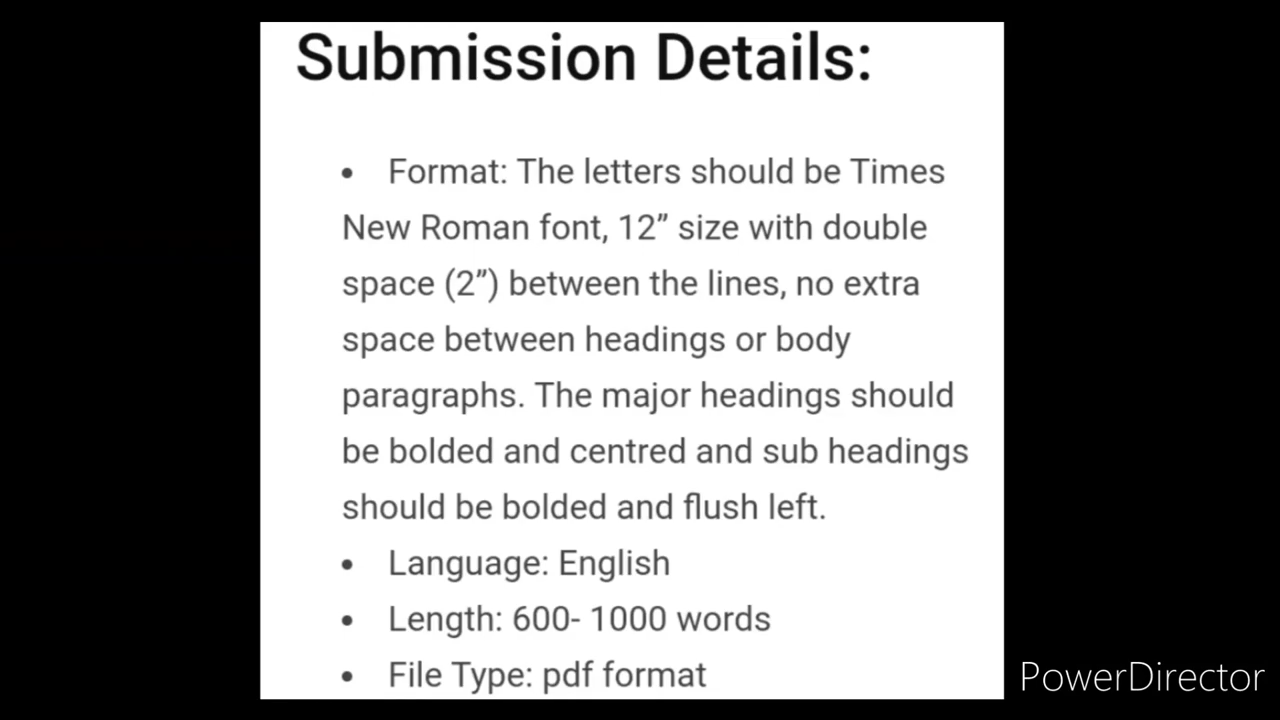 Submission Details:
• Format: The letters should be Times
New Roman font, 12” size with double
space (2”) between the lines, no extra
space between headings or body
paragraphs. The major headings should
be bolded and centred and sub headings
should be bolded and flush left.
• Language: English
• Length: 600- 1000 words
• File Type: pdf format
PowerDirector